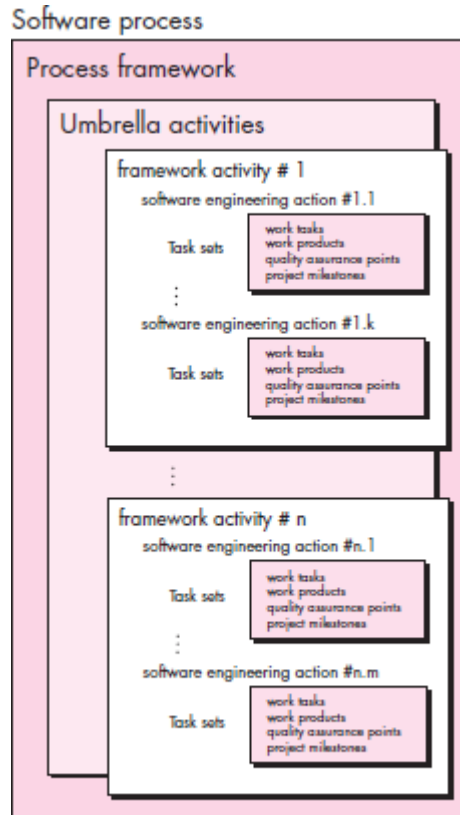 Software process
Process framework
Umbrella activities
framework activity # 1
software engineering action #1.1
Task sets
work tasks
work products
quality assurance points
project milestones
software engineering action #1.k
Task sets
work tasks
work products
quality assurance points
project milestones
framework activity # n
software engineering action #n.1
Task sets
work tasks
work products
quality assurance points
project milestones
software engineering action #n.m
Task sets
work tasks
work products
quality assurance points
project milestones